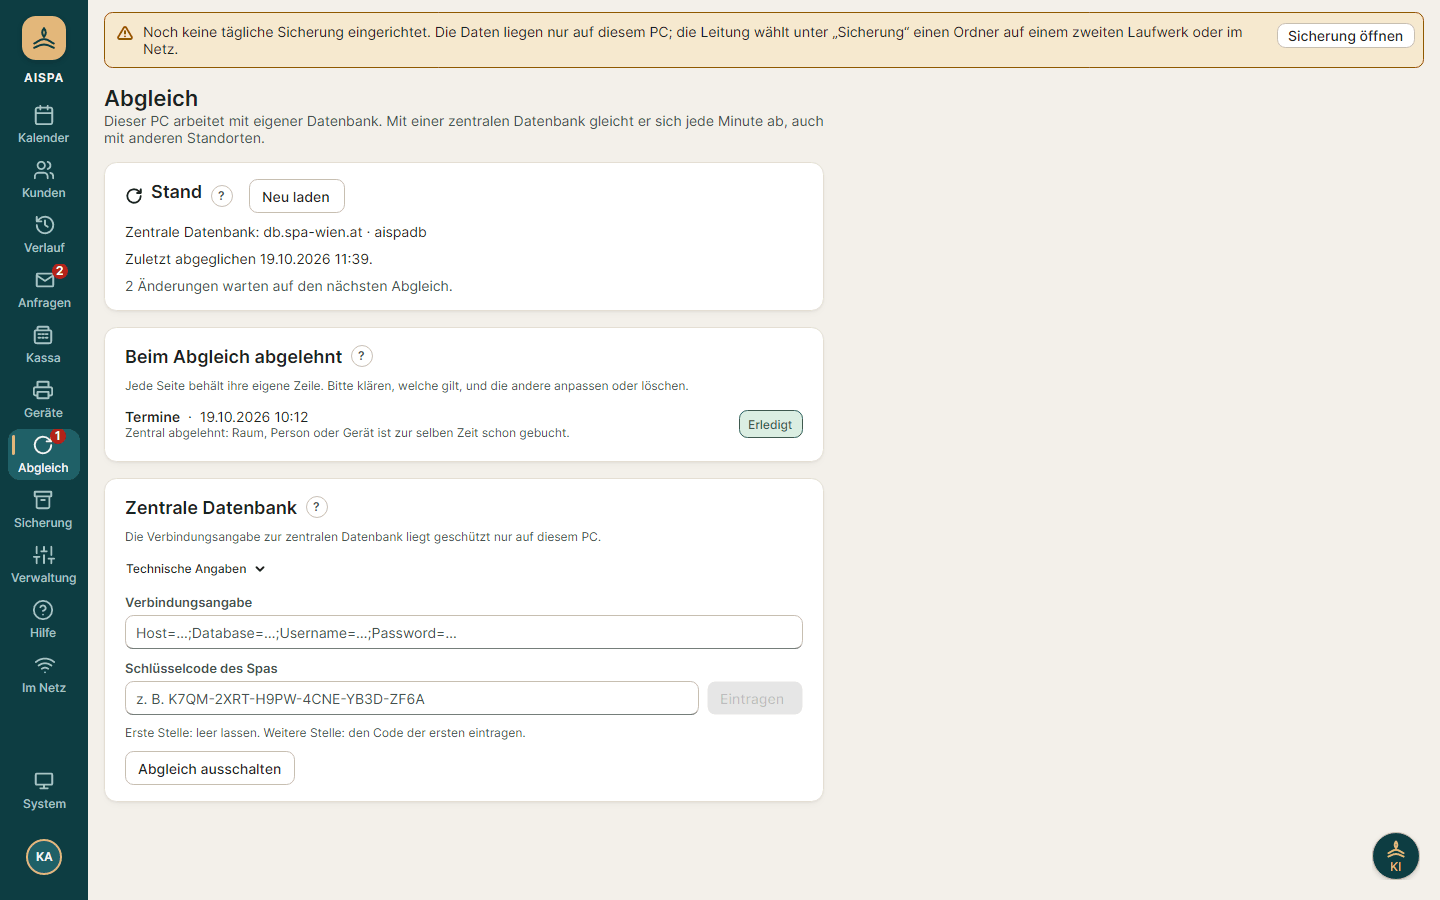 AISPA
Kalender
Kunden
Verlauf
2
Anfragen
Kassa
Geräte
1
Abgleich
Sicherung
Verwaltung
Hilfe
Im Netz
System
KA
Noch keine tägliche Sicherung eingerichtet. Die Daten liegen nur auf diesem PC; die Leitung wählt unter „Sicherung“ einen Ordner auf einem zweiten Laufwerk oder im
Netz.
Sicherung öffnen
Abgleich
Dieser PC arbeitet mit eigener Datenbank. Mit einer zentralen Datenbank gleicht er sich jede Minute ab, auch
mit anderen Standorten.
Stand ? Neu laden
Zentrale Datenbank: db.spa-wien.at · aispadb
Zuletzt abgeglichen 19.10.2026 11:39.
2 Änderungen warten auf den nächsten Abgleich.
Beim Abgleich abgelehnt ?
Jede Seite behält ihre eigene Zeile. Bitte klären, welche gilt, und die andere anpassen oder löschen.
Termine · 19.10.2026 10:12
Zentral abgelehnt: Raum, Person oder Gerät ist zur selben Zeit schon gebucht.
Erledigt
Zentrale Datenbank ?
Die Verbindungsangabe zur zentralen Datenbank liegt geschützt nur auf diesem PC.
Technische Angaben
Verbindungsangabe
Host=...;Database=...;Username=...;Password=...
Schlüsselcode des Spas
z. B. K7QM-2XRT-H9PW-4CNE-YB3D-ZF6A
Eintragen
Erste Stelle: leer lassen. Weitere Stelle: den Code der ersten eintragen.
Abgleich ausschalten
KI